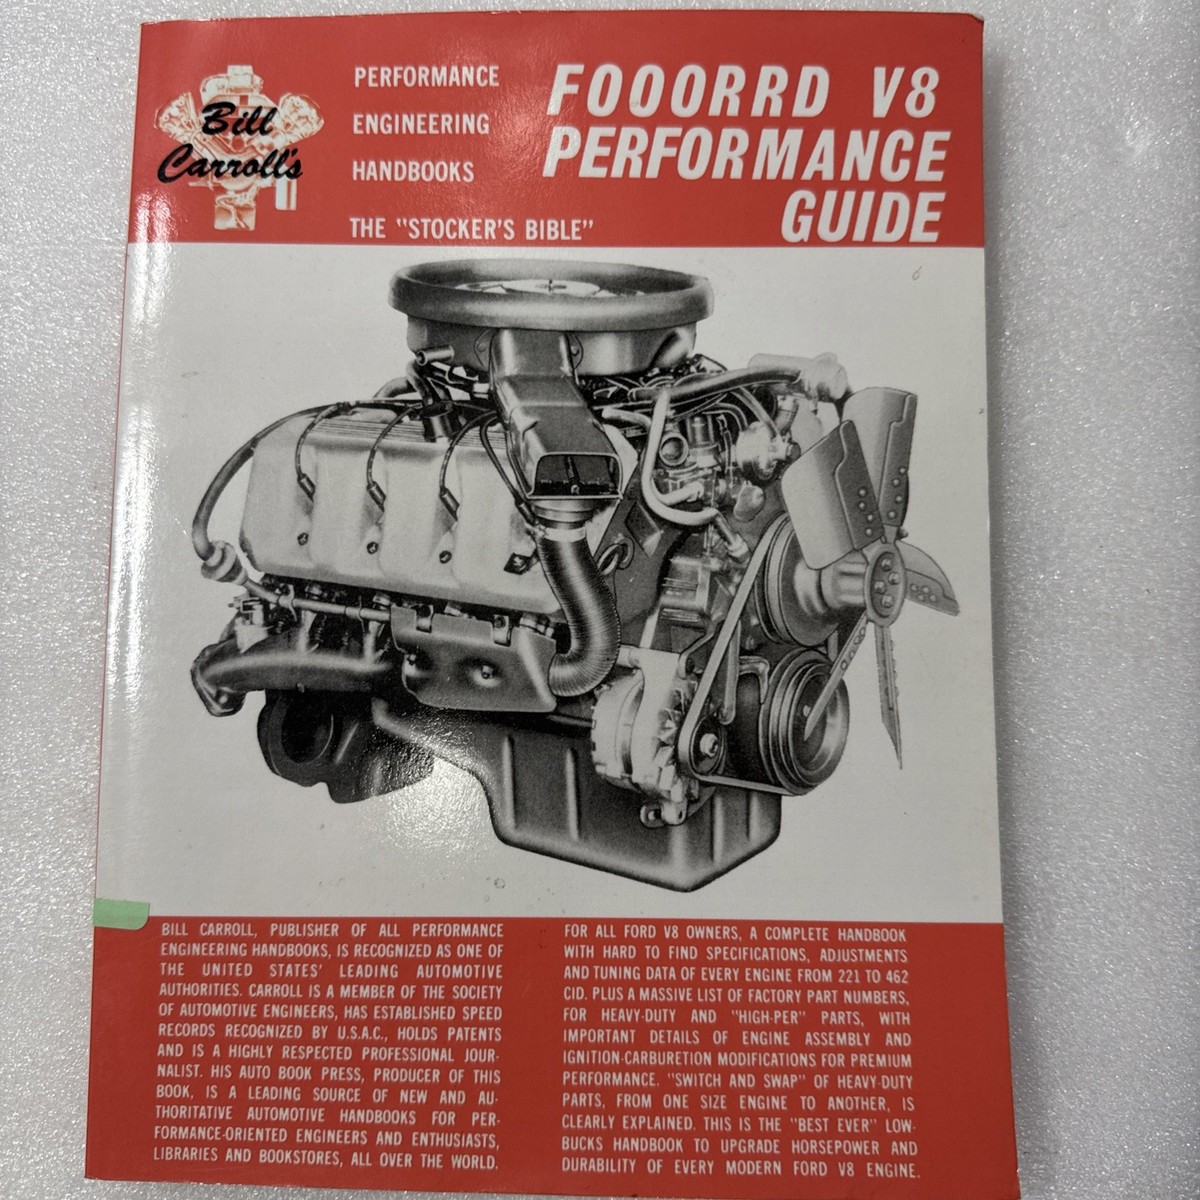 Bill
Carroll's
PERFORMANCE
ENGINEERING
HANDBOOKS
THE "STOCKER'S BIBLE"
FOOORRD V8
PERFORMANCE
GUIDE
BILL CARROLL, PUBLISHER OF ALL PERFORMANCE
ENGINEERING HANDBOOKS, IS RECOGNIZED AS ONE OF
THE UNITED STATES' LEADING AUTOMOTIVE
AUTHORITIES. CARROLL IS A MEMBER OF THE SOCIETY
OF AUTOMOTIVE ENGINEERS, HAS ESTABLISHED SPEED
RECORDS RECOGNIZED BY U.S.A.C., HOLDS PATENTS
AND IS A HIGHLY RESPECTED PROFESSIONAL JOUR-
NALIST. HIS AUTO BOOK PRESS, PRODUCER OF THIS
BOOK, IS A LEADING SOURCE OF NEW AND AU-
THORITATIVE AUTOMOTIVE HANDBOOKS FOR PER-
FORMANCE-ORIENTED ENGINEERS AND ENTHUSIASTS,
LIBRARIES AND BOOKSTORES, ALL OVER THE WORLD.
FOR ALL FORD V8 OWNERS, A COMPLETE HANDBOOK
WITH HARD TO FIND SPECIFICATIONS, ADJUSTMENTS
AND TUNING DATA OF EVERY ENGINE FROM 221 TO 462
CID. PLUS A MASSIVE LIST OF FACTORY PART NUMBERS,
FOR HEAVY-DUTY AND "HIGH-PER" PARTS, WITH
IMPORTANT DETAILS OF ENGINE ASSEMBLY AND
IGNITION-CARBURETION MODIFICATIONS FOR PREMIUM
PERFORMANCE. "SWITCH AND SWAP" OF HEAVY-DUTY
PARTS, FROM ONE SIZE ENGINE TO ANOTHER, IS
CLEARLY EXPLAINED. THIS IS THE "BEST EVER" LOW-
BUCKS HANDBOOK TO UPGRADE HORSEPOWER AND
DURABILITY OF EVERY MODERN FORD V8 ENGINE.